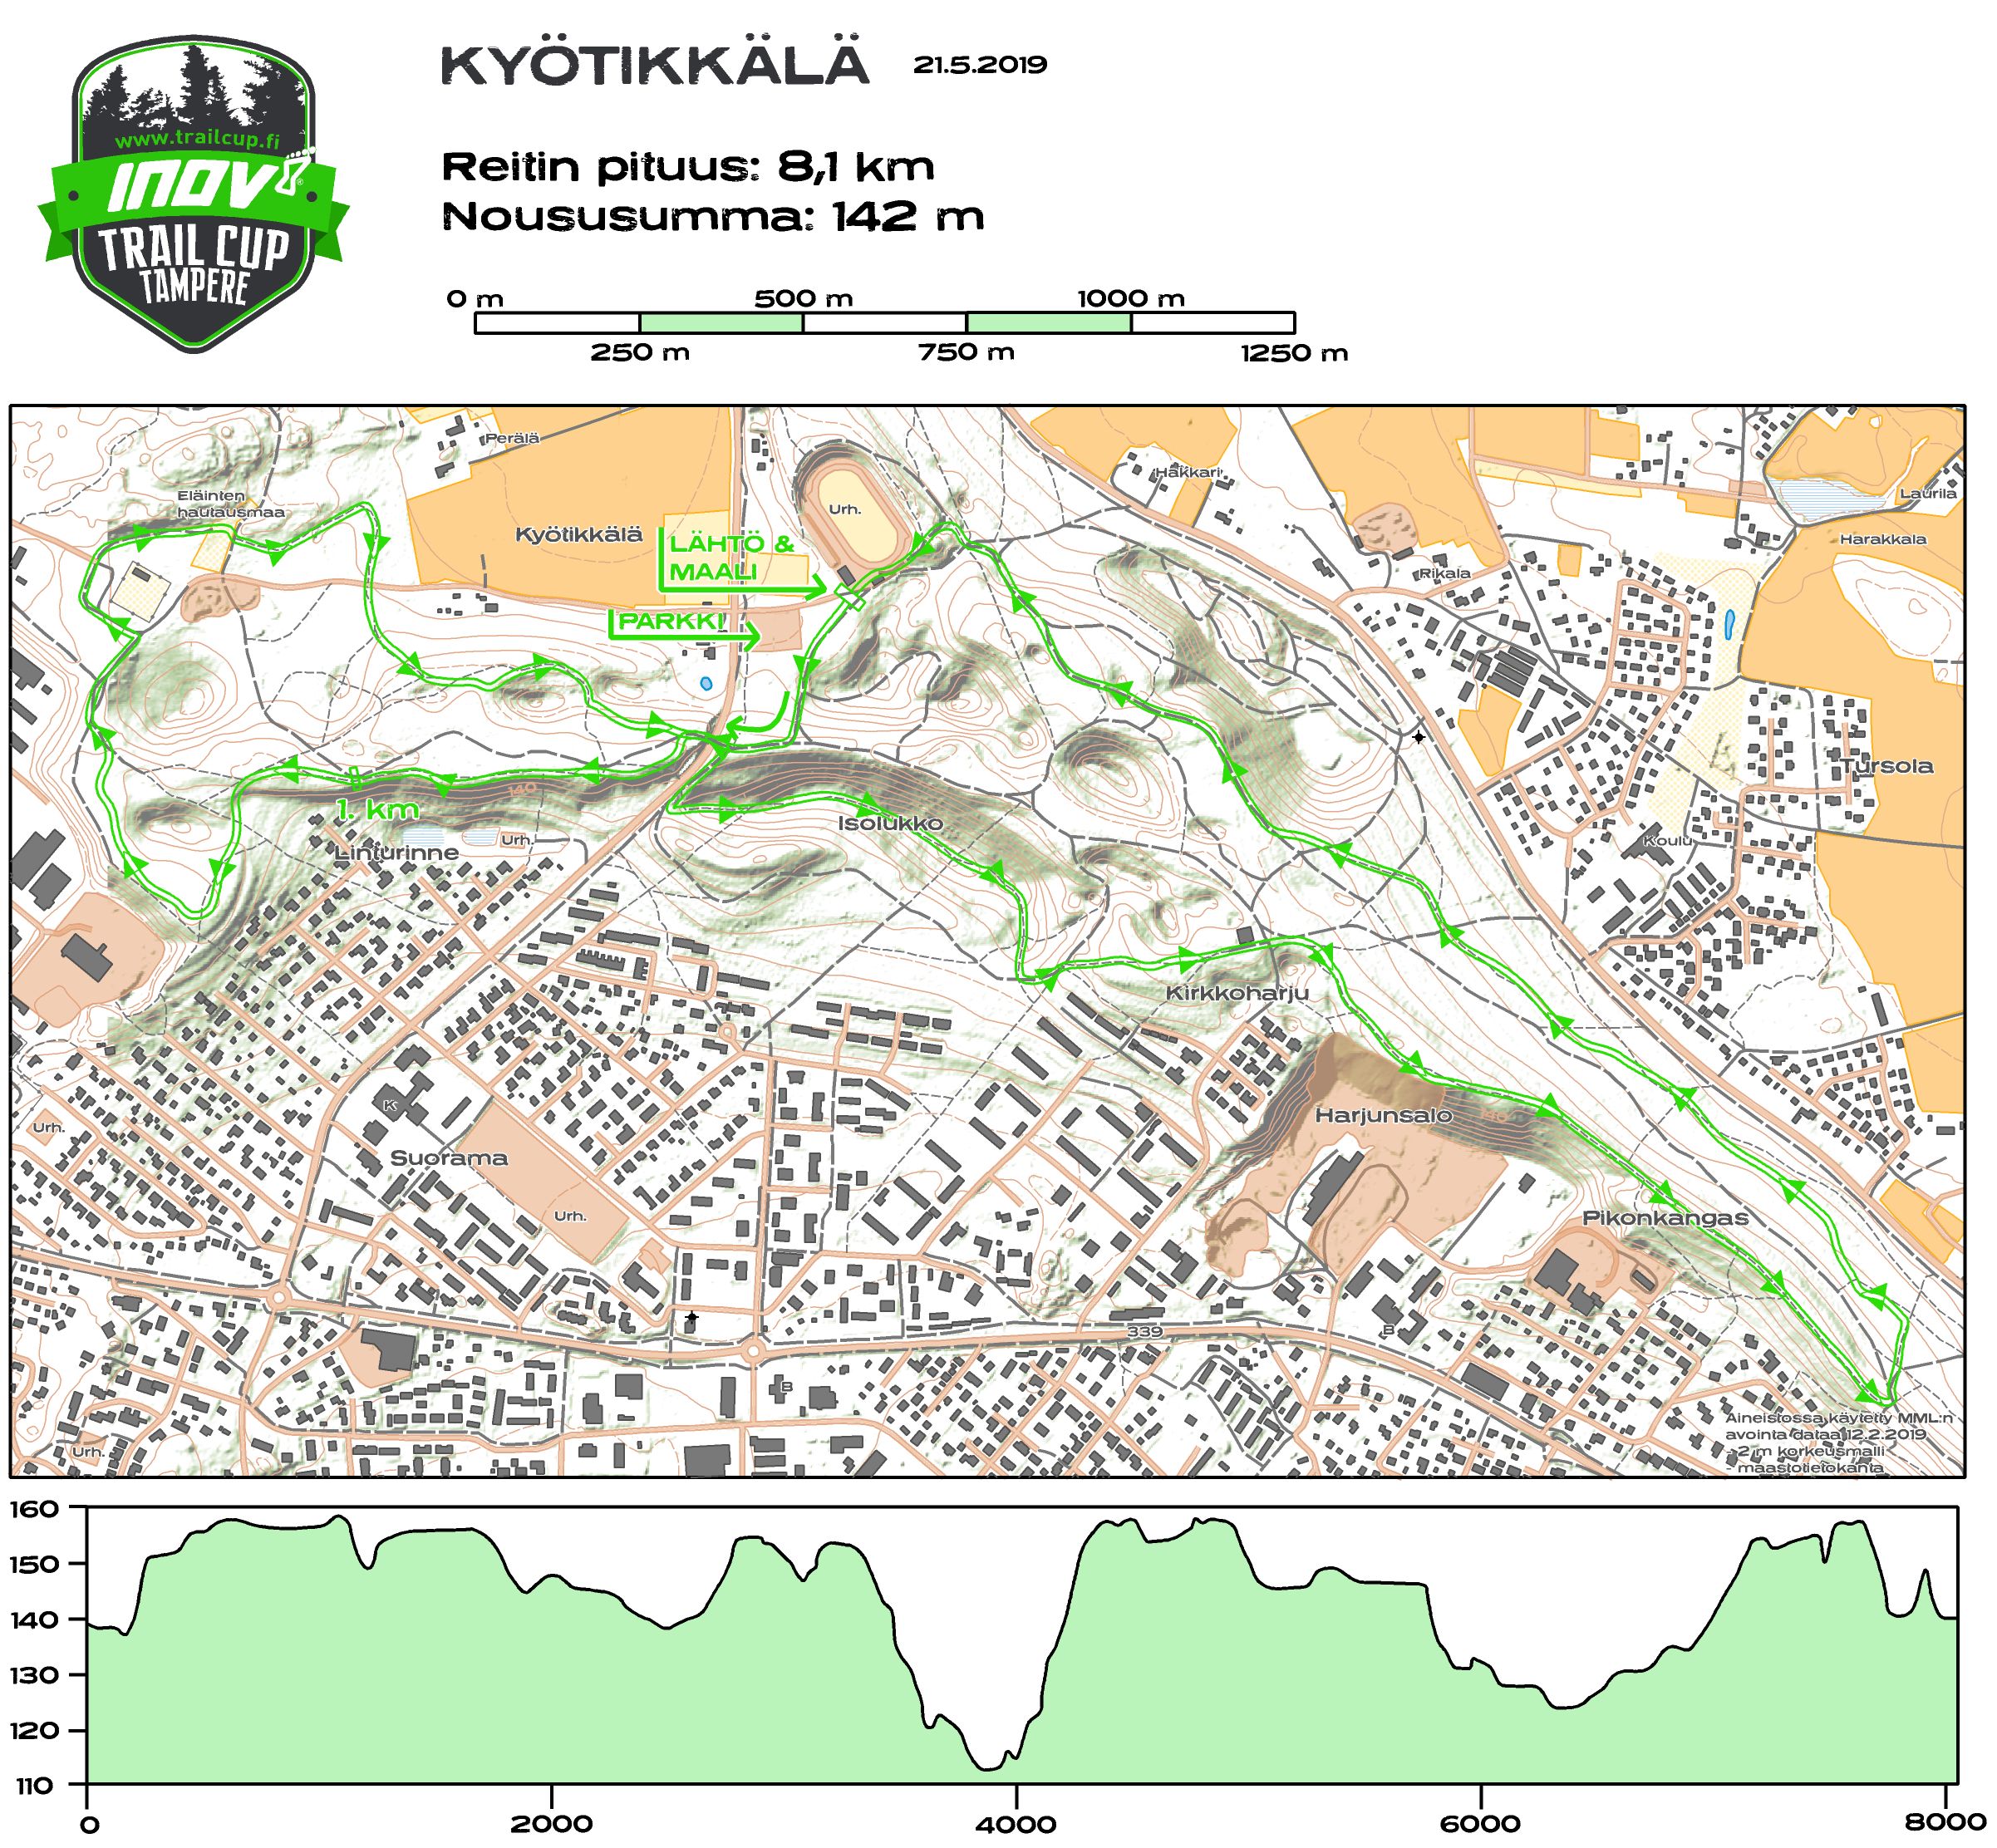 www.trailcup.fi
inov8
TRAIL CUP
TAMPERE
KYÖTIKKÄLÄ 21.5.2019
Reitin pituus: 8,1 km
Noususumma: 142 m
0 m 500 m 1000 m
250 m 750 m 1250 m
Perälä
Hakkari
Laurila
Eläinten
hautausmaa
Urh.
Kyötikkälä
Harakkala
LÄHTÖ &
MAALI
Rikala
PARKKI
Tursola
140
1. km
Isolukko
Urh.
Koulu
Linturinne
Kirkkoharju
K
Harjunsalo
140
Urh.
Suorama
Urh.
Pikonkangas
339
B
B
Urh.
Aineistossa käytetty MML:n
avointa dataa 12.2.2019
- 2 m korkeusmalli
- maastotietokanta
160
150
140
130
120
110
0 2000 4000 6000 8000